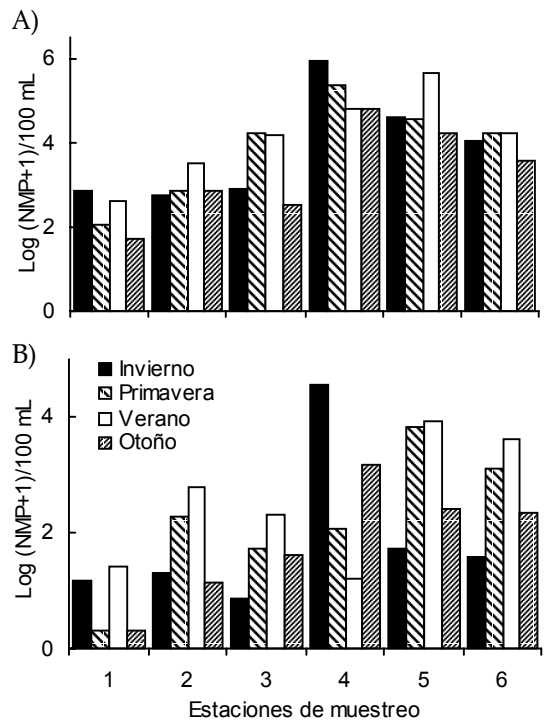 A)
6
4
2
0
Log (NMP+1)/100 mL
B)
Invierno
Primavera
Verano
Otoño
4
2
0
Log (NMP+1)/100 mL
1 2 3 4 5 6
Estaciones de muestreo